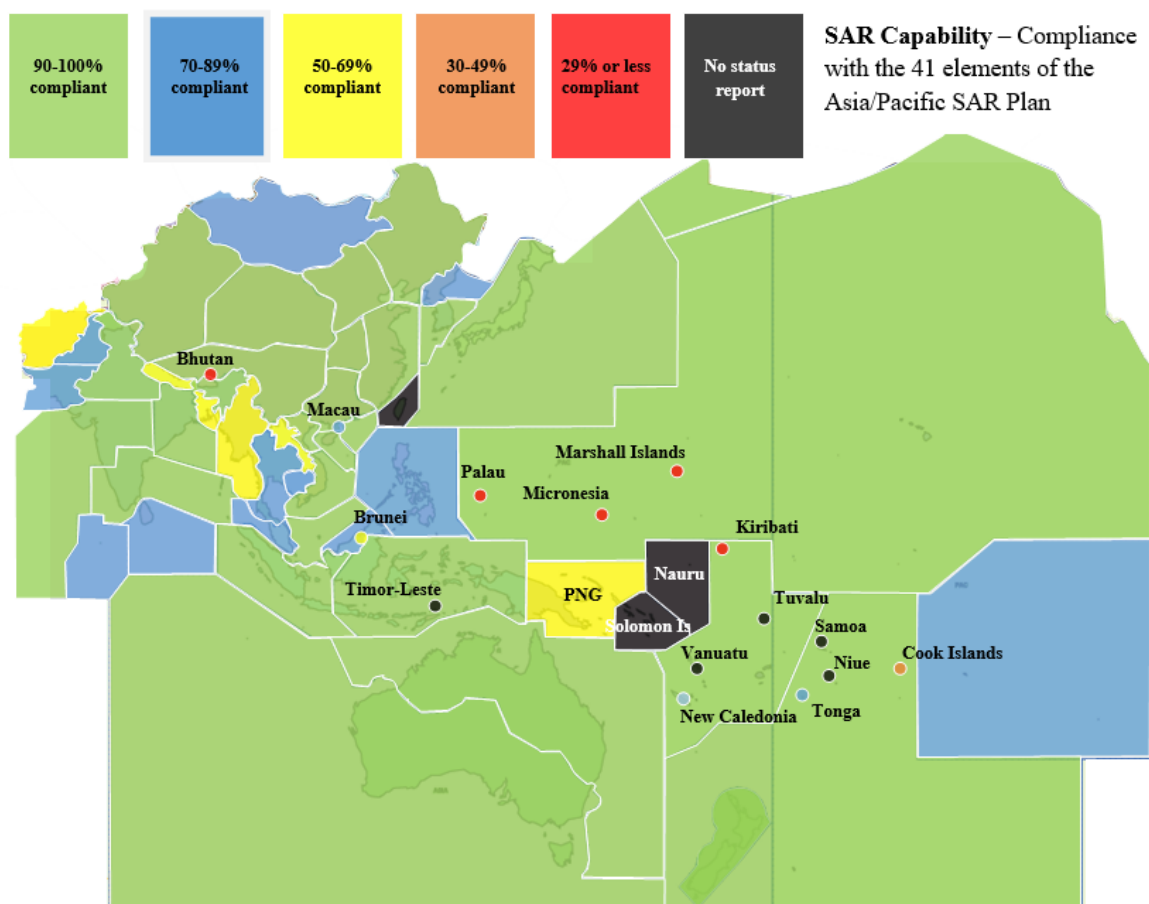 90-100%
compliant
70-89%
compliant
50-69%
compliant
30-49%
compliant
29% or less
compliant
No status
report
SAR Capability – Compliance
with the 41 elements of the
Asia/Pacific SAR Plan
Bhutan
Macau
Marshall Islands
Palau
Micronesia
Brunei
Kiribati
Nauru
Timor-Leste
PNG
Tuvalu
Solomon Is
Samoa
Vanuatu
Niue
Cook Islands
New Caledonia
Tonga